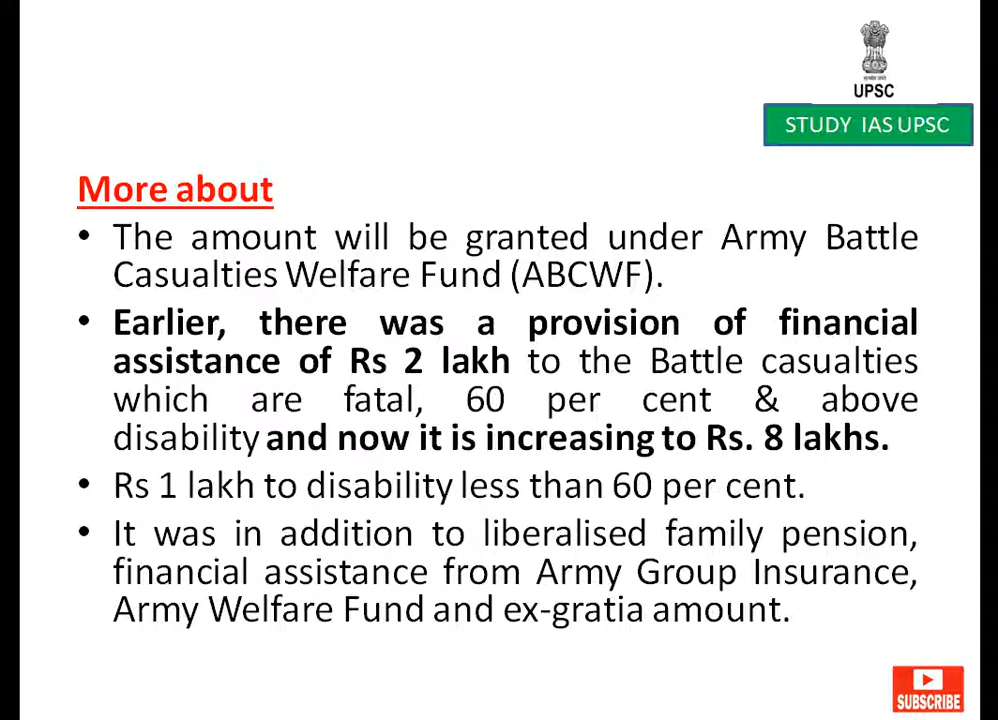 UPSC
STUDY IAS UPSC
More about
• The amount will be granted under Army Battle
Casualties Welfare Fund (ABCWF).
• Earlier, there was a provision of financial
assistance of Rs 2 lakh to the Battle casualties
which are fatal, 60 per cent & above
disability and now it is increasing to Rs. 8 lakhs.
• Rs 1 lakh to disability less than 60 per cent.
• It was in addition to liberalised family pension,
financial assistance from Army Group Insurance,
Army Welfare Fund and ex-gratia amount.
SUBSCRIBE